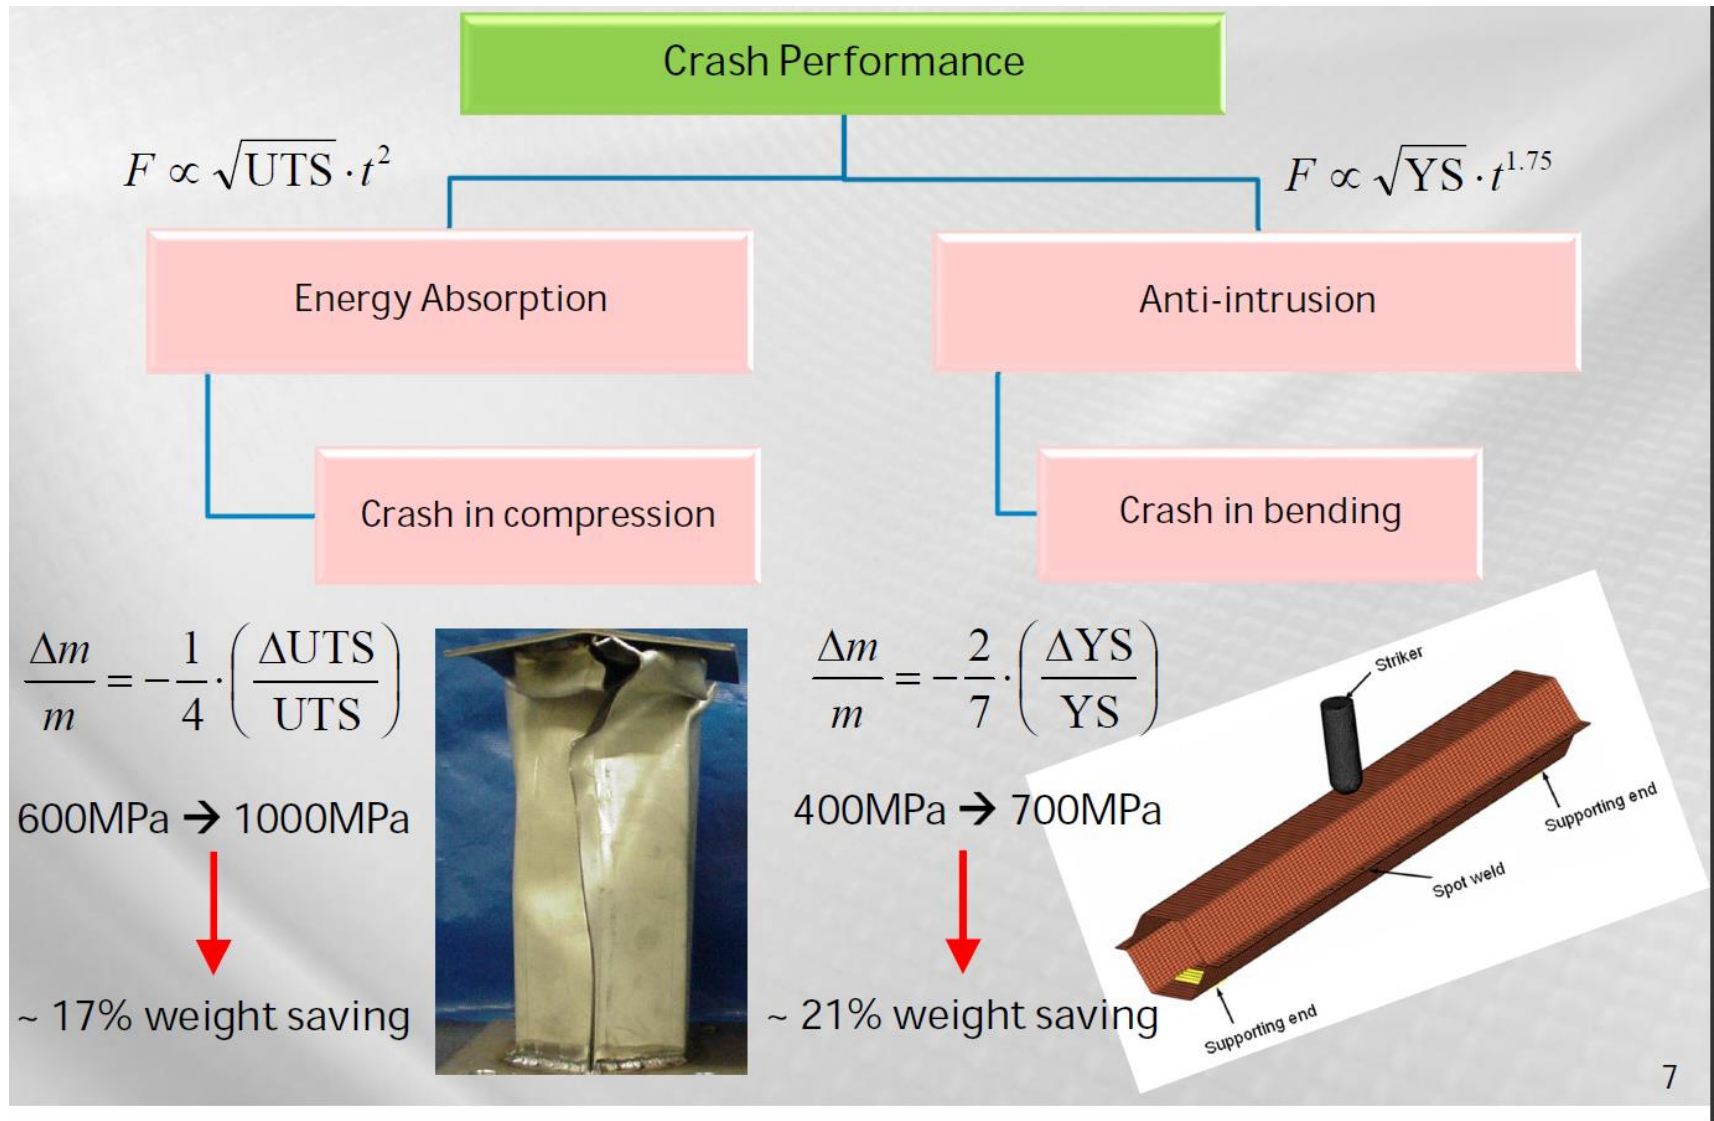 Crash Performance
F ∝ √UTS · t²
F ∝ √YS · t^1.75
Energy Absorption
Anti-intrusion
Crash in compression
Crash in bending
Δm/m = −1/4 · (ΔUTS/UTS)
Δm/m = −2/7 · (ΔYS/YS)
Striker
600MPa → 1000MPa
400MPa → 700MPa
Supporting end
Spot weld
~ 17% weight saving
~ 21% weight saving
Supporting end
7